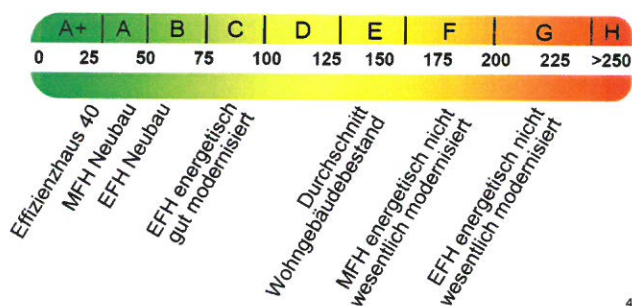 A+ A B C D E F G H
0 25 50 75 100 125 150 175 200 225 >250
Effizienzhaus 40
MFH Neubau
EFH Neubau
EFH energetisch
gut modernisiert
Durchschnitt
Wohngebäudebestand
MFH energetisch nicht
wesentlich modernisiert
EFH energetisch nicht
wesentlich modernisiert